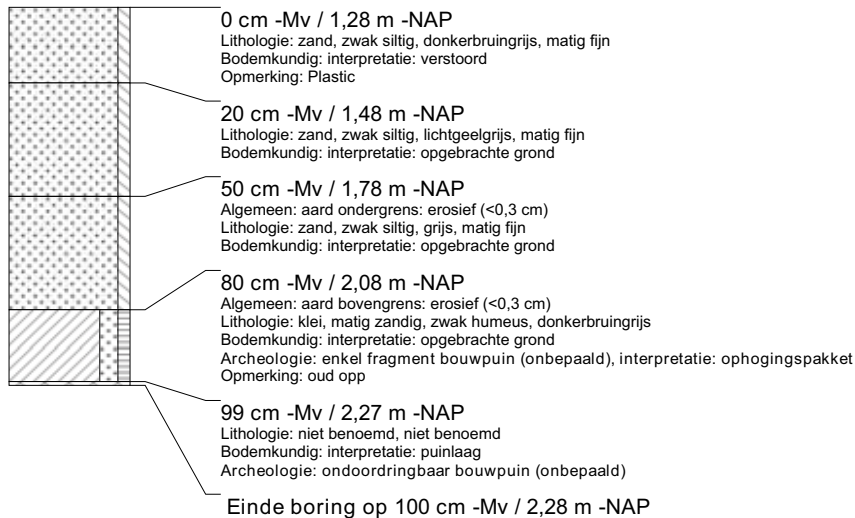 0 cm -Mv / 1,28 m -NAP
Lithologie: zand, zwak siltig, donkerbruingrijs, matig fijn
Bodemkundig: interpretatie: verstoord
Opmerking: Plastic
20 cm -Mv / 1,48 m -NAP
Lithologie: zand, zwak siltig, lichtgeelgrijs, matig fijn
Bodemkundig: interpretatie: opgebrachte grond
50 cm -Mv / 1,78 m -NAP
Algemeen: aard ondergrens: erosief (<0,3 cm)
Lithologie: zand, zwak siltig, grijs, matig fijn
Bodemkundig: interpretatie: opgebrachte grond
80 cm -Mv / 2,08 m -NAP
Algemeen: aard bovengrens: erosief (<0,3 cm)
Lithologie: klei, matig zandig, zwak humeus, donkerbruingrijs
Bodemkundig: interpretatie: opgebrachte grond
Archeologie: enkel fragment bouwpuin (onbepaald), interpretatie: ophogingspakket
Opmerking: oud opp
99 cm -Mv / 2,27 m -NAP
Lithologie: niet benoemd, niet benoemd
Bodemkundig: interpretatie: puinlaag
Archeologie: ondoordringbaar bouwpuin (onbepaald)
Einde boring op 100 cm -Mv / 2,28 m -NAP